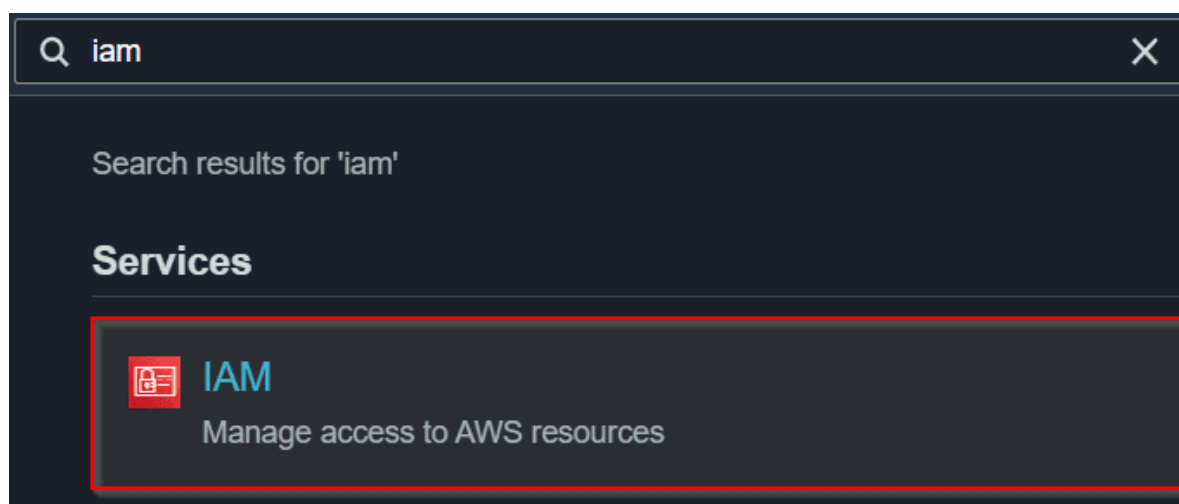 iam
Search results for 'iam'
Services
IAM
Manage access to AWS resources